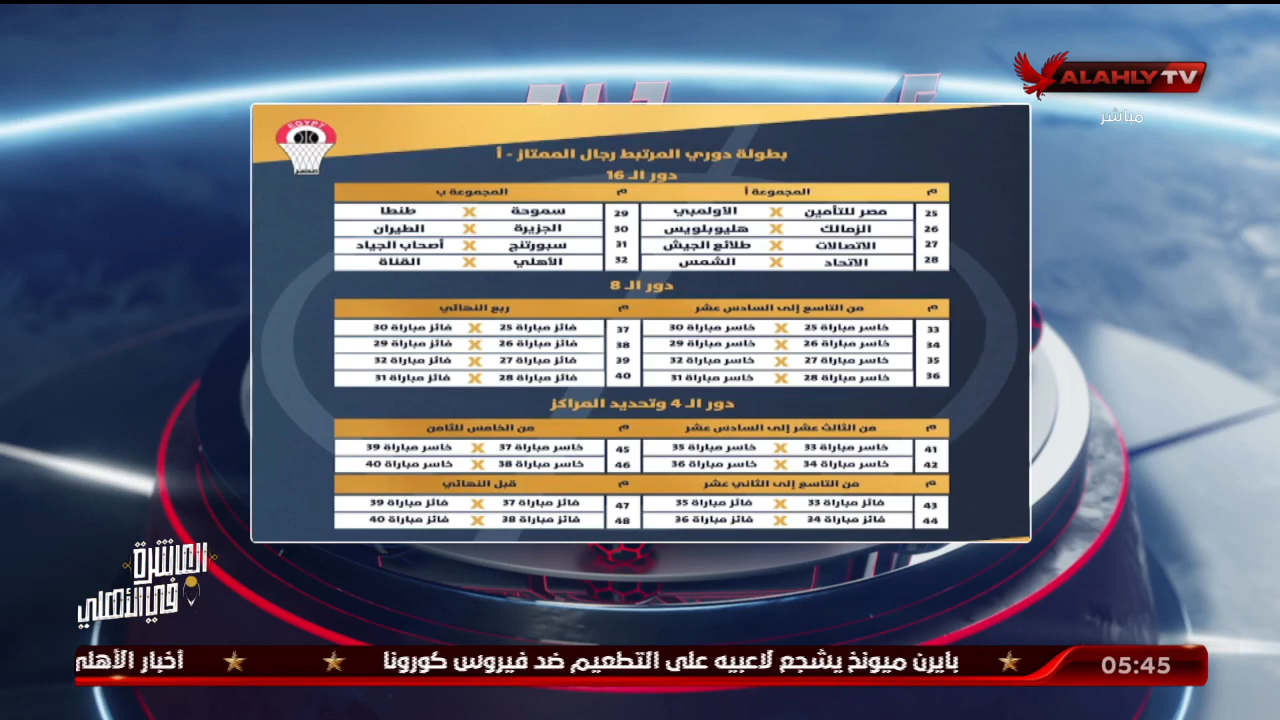 ALAHLY TV
مباشر
EGYPT
بطولة دوري المرتبط رجال الممتاز - أ
دور الـ 16
م المجموعة أ م المجموعة ب
25 مصر للتأمين X الأولمبي 29 سموحة X طنطا
26 الزمالك X هليوبلويس 30 الجزيرة X الطيران
27 الاتصالات X طلائع الجيش 31 سبورتنج X أصحاب الجياد
28 الاتحاد X الشمس 32 الأهلي X القناة
دور الـ 8
م من التاسع إلى السادس عشر م ربع النهائي
33 خاسر مباراة 25 X خاسر مباراة 30 37 فائز مباراة 25 X فائز مباراة 30
34 خاسر مباراة 26 X خاسر مباراة 29 38 فائز مباراة 26 X فائز مباراة 29
35 خاسر مباراة 27 X خاسر مباراة 32 39 فائز مباراة 27 X فائز مباراة 32
36 خاسر مباراة 28 X خاسر مباراة 31 40 فائز مباراة 28 X فائز مباراة 31
دور الـ 4 وتحديد المراكز
م من الثالث عشر إلى السادس عشر م من الخامس للثامن
41 خاسر مباراة 33 X خاسر مباراة 35 45 خاسر مباراة 37 X خاسر مباراة 39
42 خاسر مباراة 34 X خاسر مباراة 36 46 خاسر مباراة 38 X خاسر مباراة 40
م من التاسع إلى الثاني عشر م قبل النهائي
43 فائز مباراة 33 X فائز مباراة 35 47 فائز مباراة 37 X فائز مباراة 39
44 فائز مباراة 34 X فائز مباراة 36 48 فائز مباراة 38 X فائز مباراة 40
العاشرة
في الأهلي
05:45 بايرن ميونخ يشجع لاعبيه على التطعيم ضد فيروس كورونا أخبار الأهلي